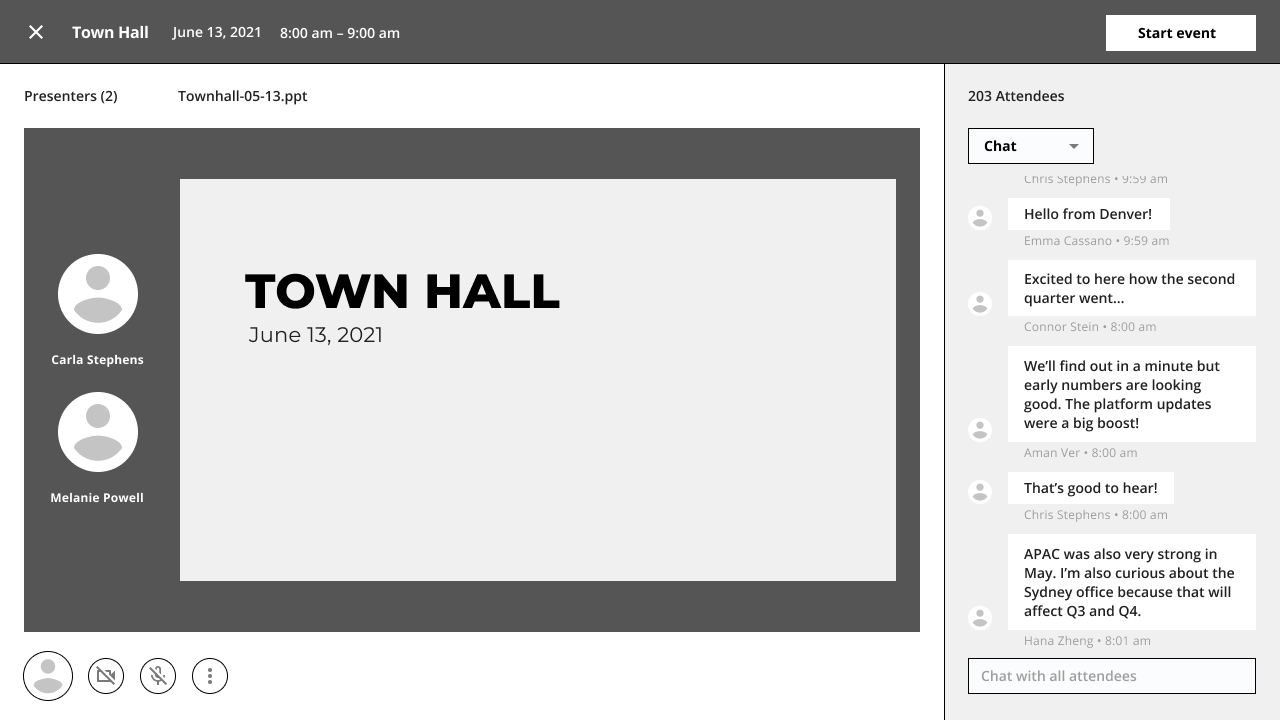 Town Hall June 13, 2021 8:00 am – 9:00 am Start event
Presenters (2) Townhall-05-13.ppt
TOWN HALL
June 13, 2021
Carla Stephens
Melanie Powell
203 Attendees
Chat
Chris Stephens • 9:59 am
Hello from Denver!
Emma Cassano • 9:59 am
Excited to here how the second
quarter went...
Connor Stein • 8:00 am
We’ll find out in a minute but
early numbers are looking
good. The platform updates
were a big boost!
Aman Ver • 8:00 am
That’s good to hear!
Chris Stephens • 8:00 am
APAC was also very strong in
May. I’m also curious about the
Sydney office because that will
affect Q3 and Q4.
Hana Zheng • 8:01 am
Chat with all attendees